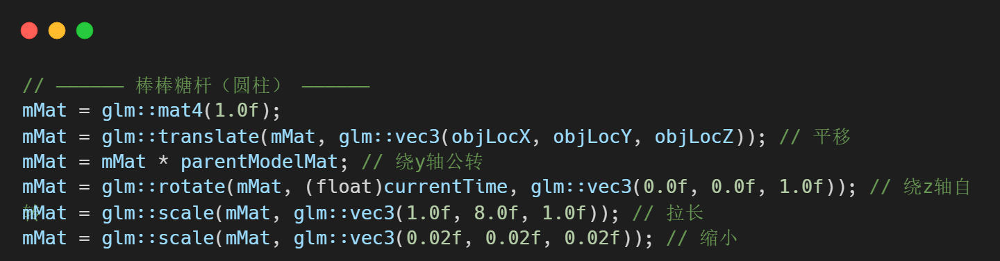 // —————— 棒棒糖杆（圆柱） ——————
mMat = glm::mat4(1.0f);
mMat = glm::translate(mMat, glm::vec3(objLocX, objLocY, objLocZ)); // 平移
mMat = mMat * parentModelMat; // 绕y轴公转
mMat = glm::rotate(mMat, (float)currentTime, glm::vec3(0.0f, 0.0f, 1.0f)); // 绕z轴自
转
mMat = glm::scale(mMat, glm::vec3(1.0f, 8.0f, 1.0f)); // 拉长
mMat = glm::scale(mMat, glm::vec3(0.02f, 0.02f, 0.02f)); // 缩小